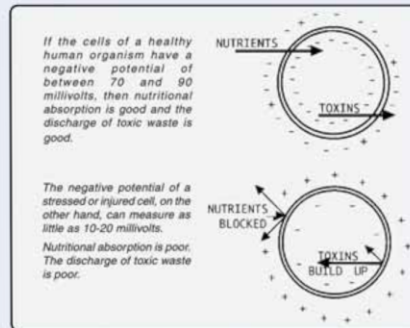 If the cells of a healthy
human organism have a
negative potential of
between 70 and 90
millivolts, then nutritional
absorption is good and the
discharge of toxic waste is
good.
NUTRIENTS
TOXINS
The negative potential of a
stressed or injured cell, on the
other hand, can measure as
little as 10-20 millivolts.
Nutritional absorption is poor.
The discharge of toxic waste
is poor.
NUTRIENTS
BLOCKED
TOXINS
BUILD UP